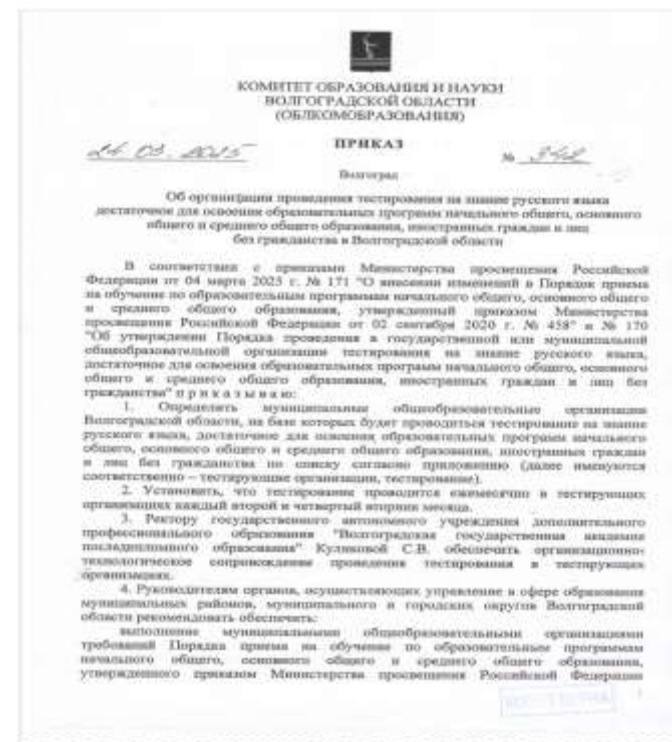 КОМИТЕТ ОБРАЗОВАНИЯ И НАУКИ
ВОЛГОГРАДСКОЙ ОБЛАСТИ
(ОБЛКОМОБРАЗОВАНИЯ)
ПРИКАЗ
24 03. 2025
№ 342
Волгоград
Об организации проведения тестирования на знание русского языка
достаточное для освоения образовательных программ начального общего, основного
общего и среднего общего образования, иностранных граждан и лиц
без гражданства в Волгоградской области
В соответствии с приказами Министерства просвещения Российской
Федерации от 04 марта 2025 г. № 171 "О внесении изменений в Порядок приема
на обучение по образовательным программам начального общего, основного общего
и среднего общего образования, утвержденный приказом Министерства
просвещения Российской Федерации от 02 сентября 2020 г. № 458" и № 170
"Об утверждении Порядка проведения в государственной или муниципальной
общеобразовательной организации тестирования на знание русского языка,
достаточное для освоения образовательных программ начального общего, основного
общего и среднего общего образования, иностранных граждан и лиц без
гражданства" п р и к а з ы в а ю:
1. Определить муниципальные общеобразовательные организации
Волгоградской области, на базе которых будет проводиться тестирование на знание
русского языка, достаточное для освоения образовательных программ начального
общего, основного общего и среднего общего образования, иностранных граждан
и лиц без гражданства по списку согласно приложению (далее именуются
соответственно – тестирующие организации, тестирование).
2. Установить, что тестирование проводится ежемесячно в тестирующих
организациях каждый второй и четвертый вторник месяца.
3. Ректору государственного автономного учреждения дополнительного
профессионального образования "Волгоградская государственная академия
последипломного образования" Куликовой С.В. обеспечить организационно-
технологическое сопровождение проведения тестирования в тестирующих
организациях.
4. Руководителям органов, осуществляющих управление в сфере образования
муниципальных районов, муниципального и городских округов Волгоградской
области рекомендовать обеспечить:
выполнение муниципальными общеобразовательными организациями
требований Порядка приема на обучение по образовательным программам
начального общего, основного общего и среднего общего образования,
утвержденного приказом Министерства просвещения Российской Федерации